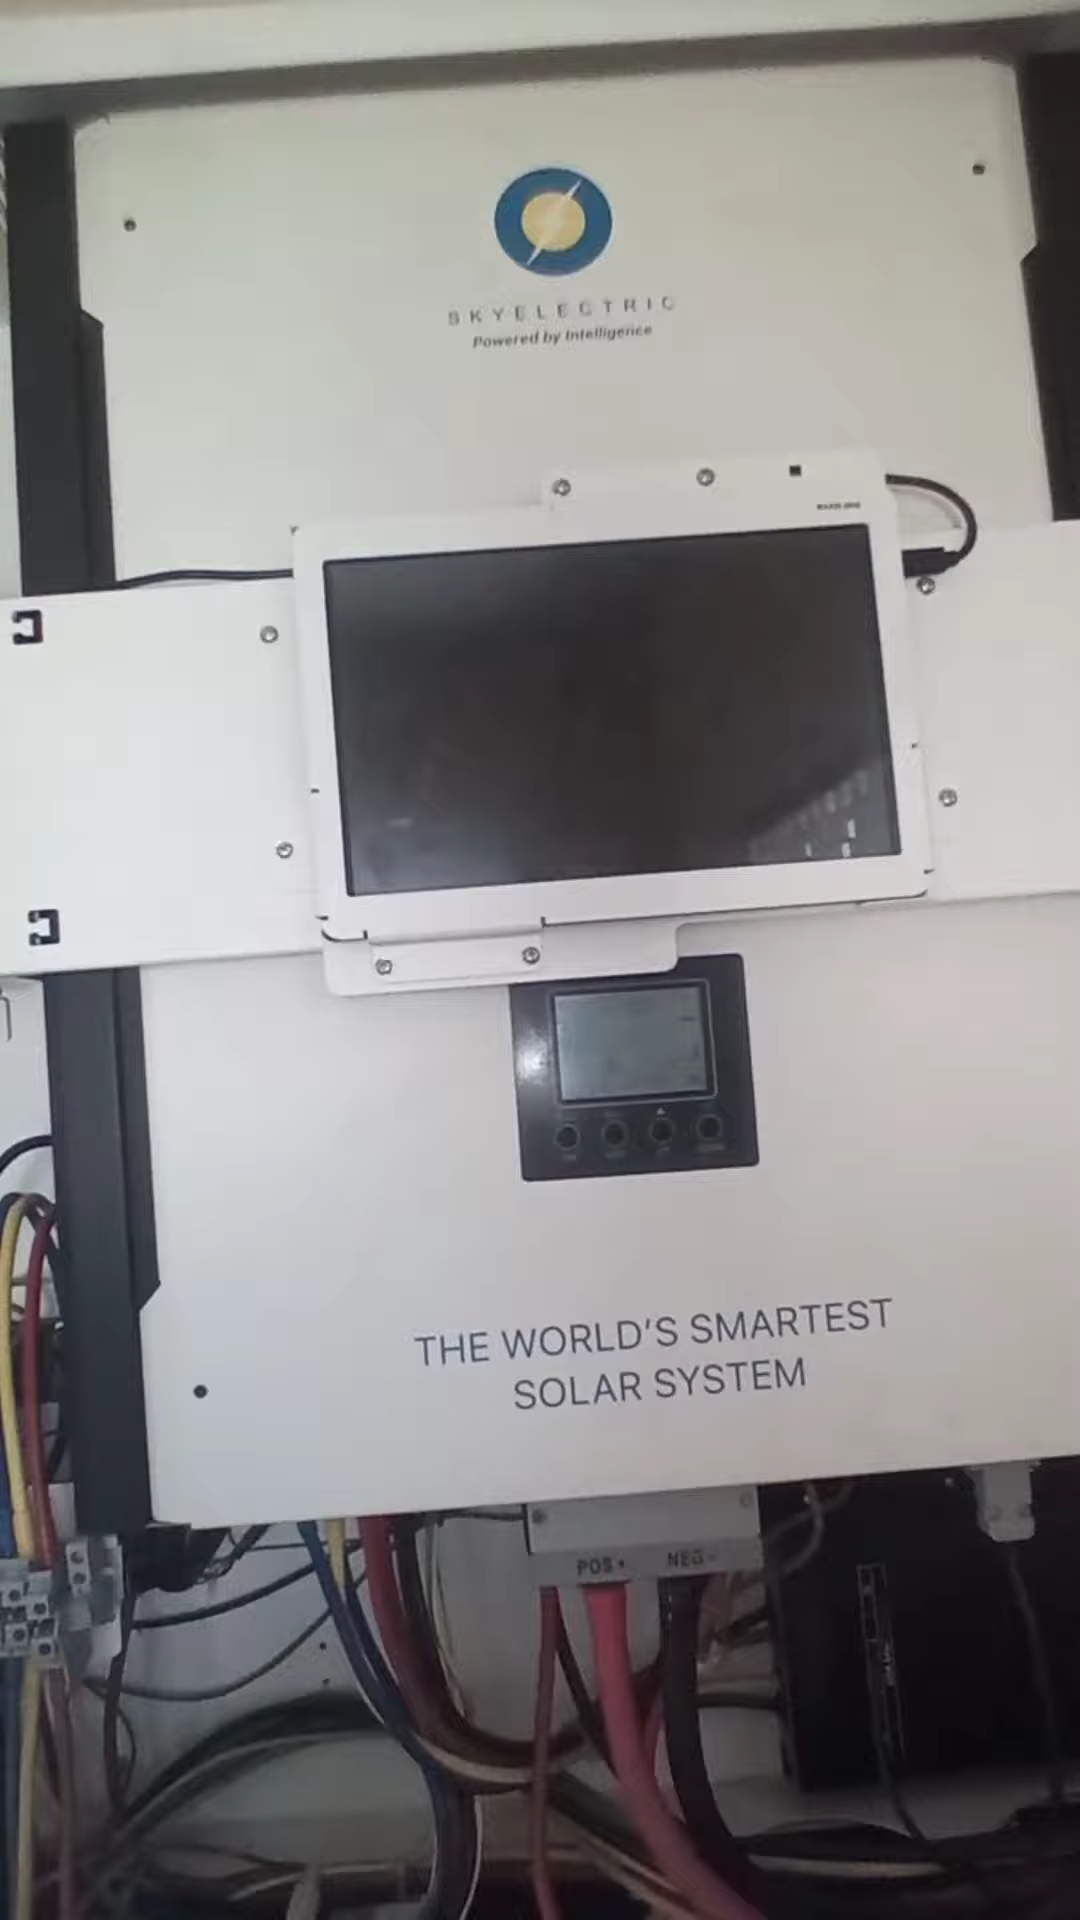 SKYELECTRIC
Powered by Intelligence
THE WORLD'S SMARTEST
SOLAR SYSTEM
POS +
NEG -